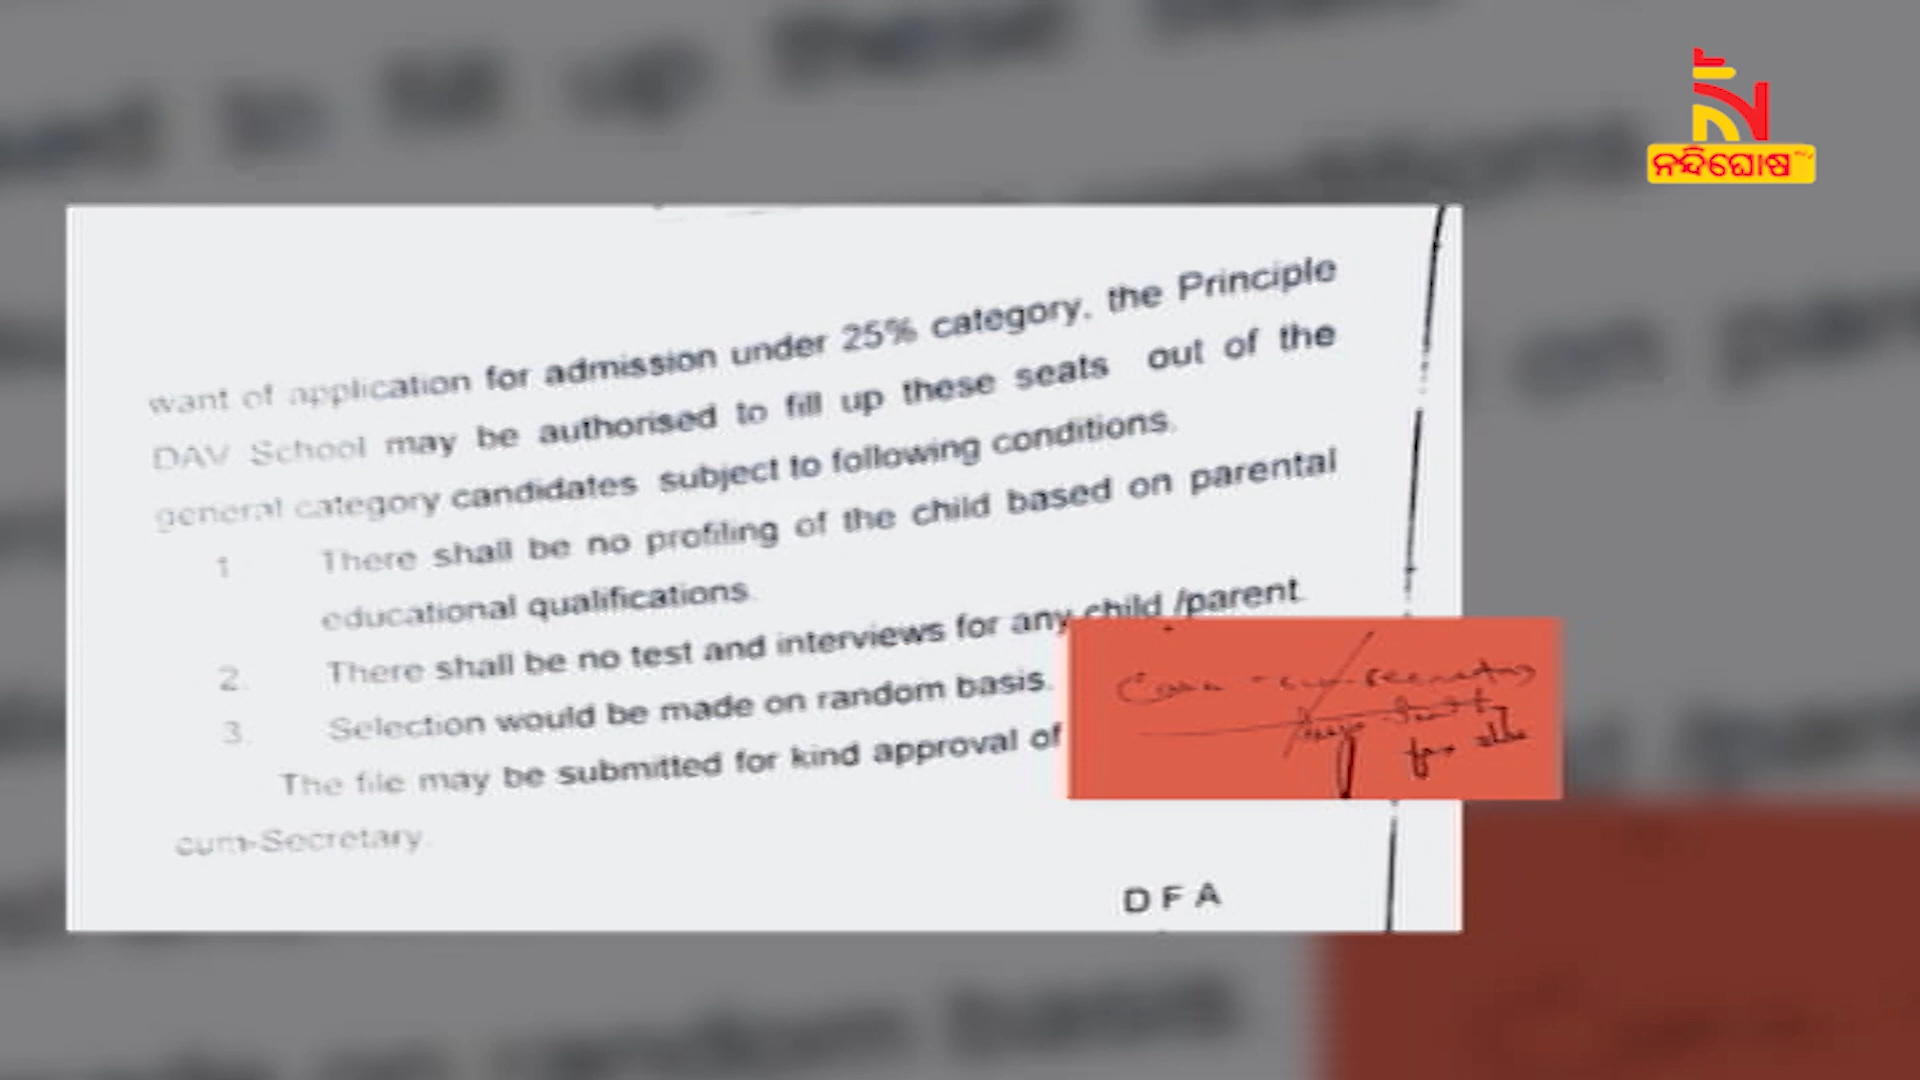 ନନ୍ଦିଘୋଷ
want of application for admission under 25% category, the Principle
DAV School may be authorised to fill up these seats out of the
general category candidates subject to following conditions.
1 There shall be no profiling of the child based on parental
educational qualifications.
2. There shall be no test and interviews for any child /parent.
3. Selection would be made on random basis.
The file may be submitted for kind approval of
cum-Secretary.
D F A